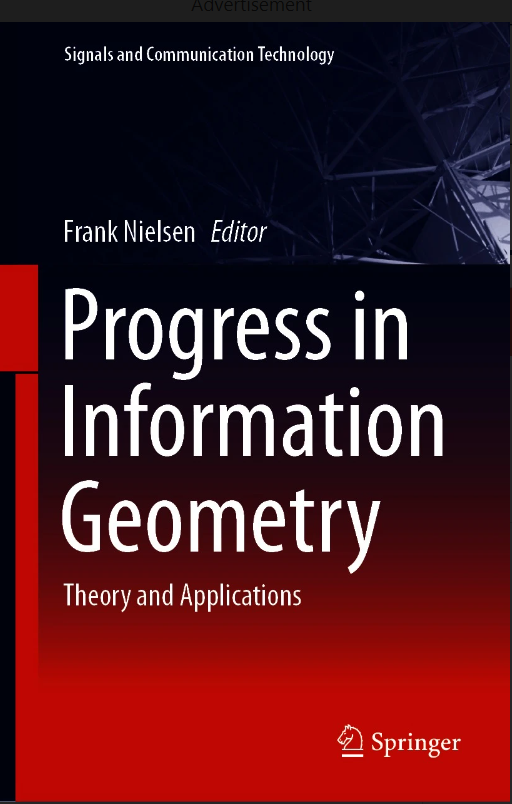 Advertisement
Signals and Communication Technology
Frank Nielsen Editor
Progress in
Information
Geometry
Theory and Applications
Springer